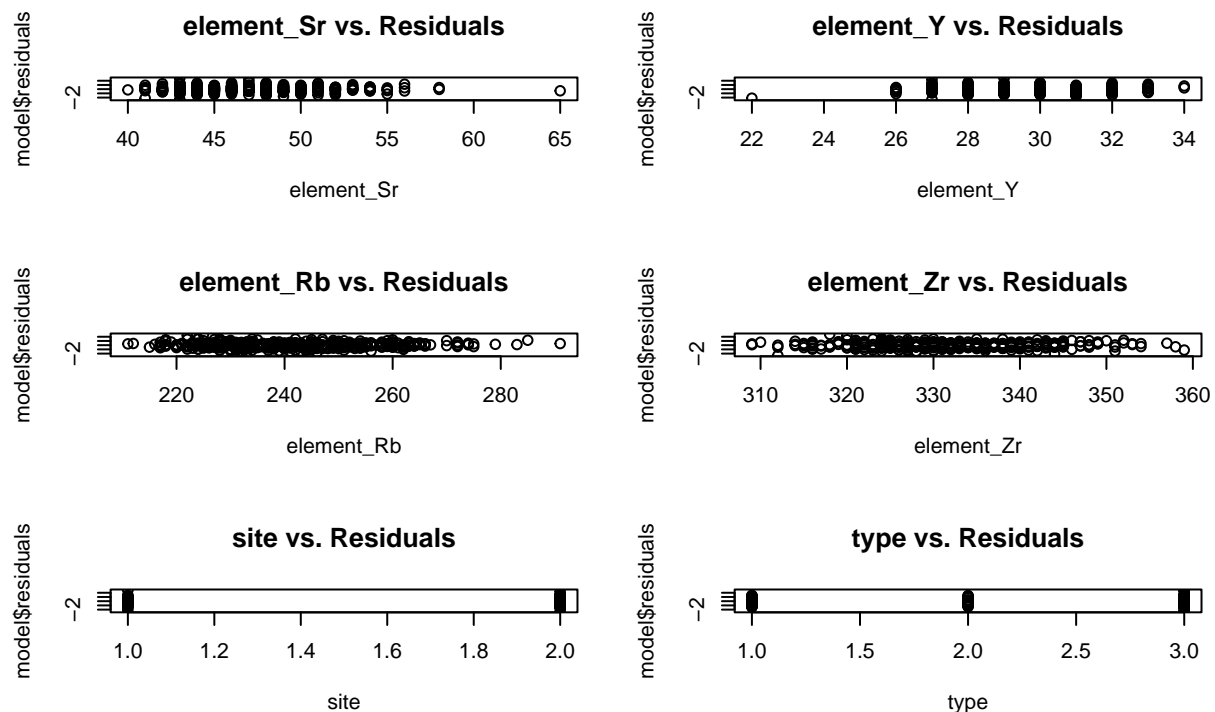 element_Sr vs. Residuals
model$residuals
−2
40 45 50 55 60 65
element_Sr
element_Y vs. Residuals
model$residuals
−2
22 24 26 28 30 32 34
element_Y
element_Rb vs. Residuals
model$residuals
−2
220 240 260 280
element_Rb
element_Zr vs. Residuals
model$residuals
−2
310 320 330 340 350 360
element_Zr
site vs. Residuals
model$residuals
−2
1.0 1.2 1.4 1.6 1.8 2.0
site
type vs. Residuals
model$residuals
−2
1.0 1.5 2.0 2.5 3.0
type